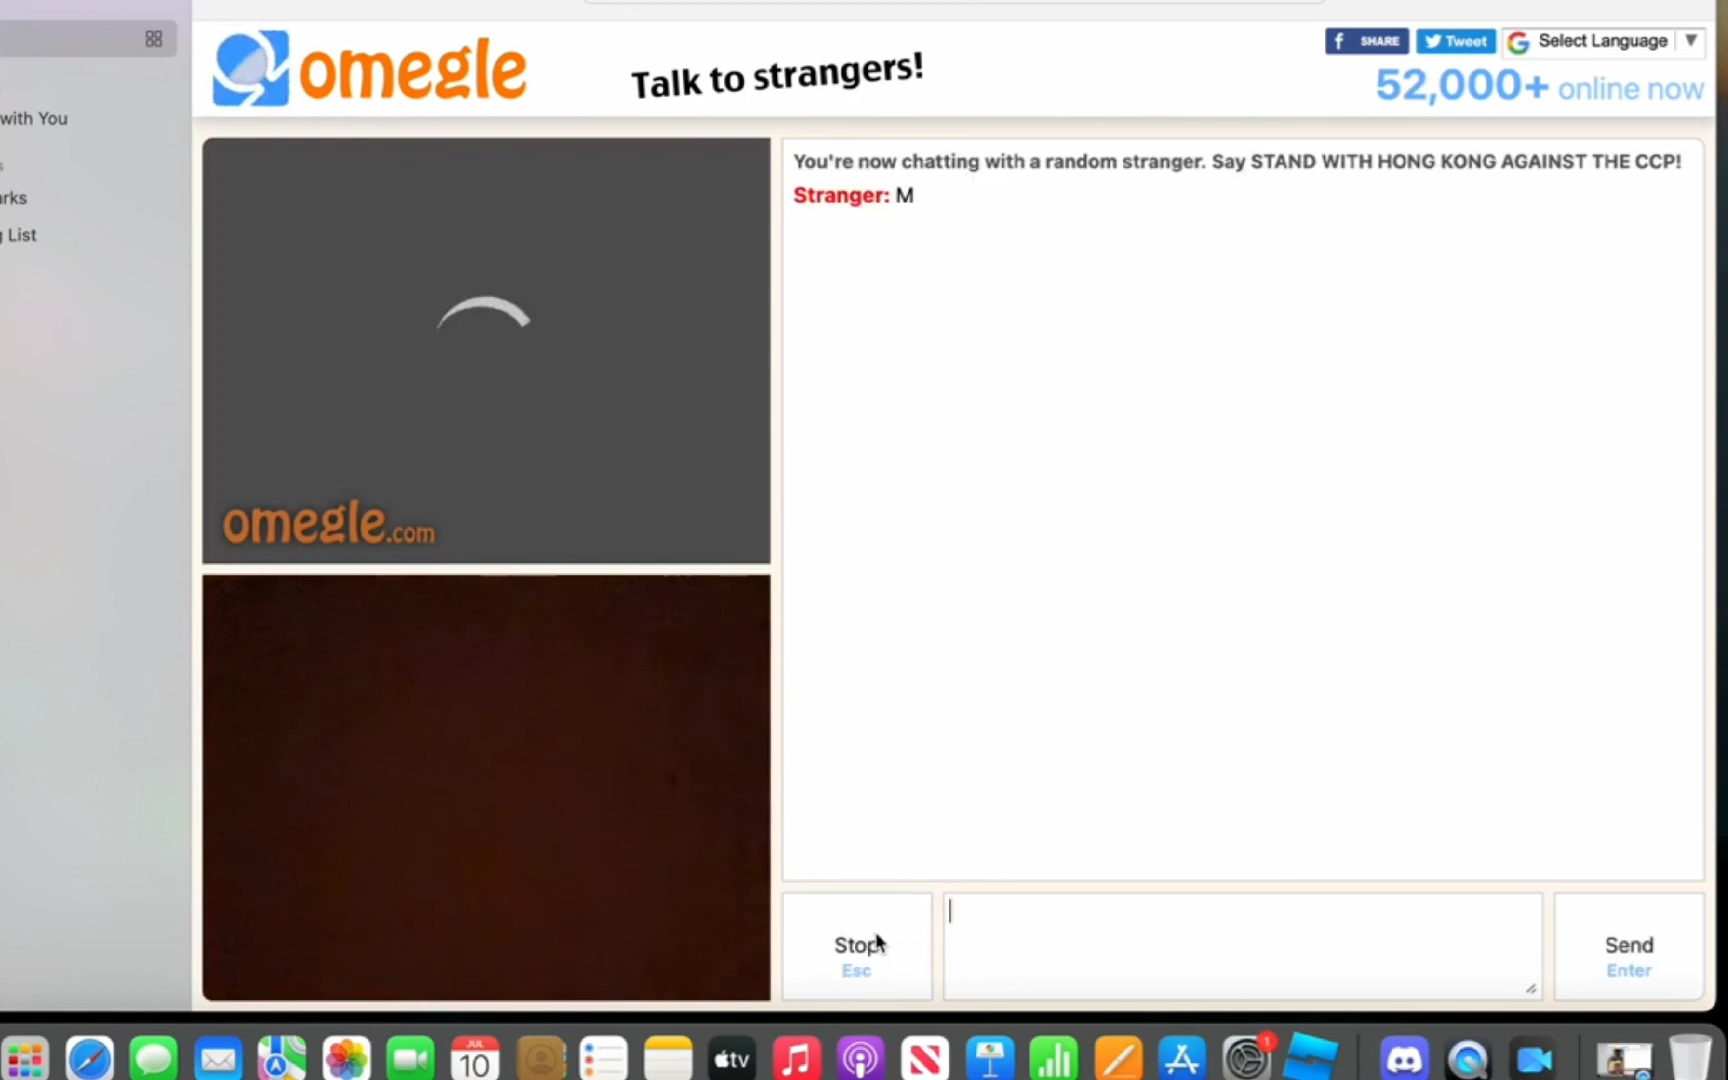 omegle
Talk to strangers!
SHARE
Tweet
Select Language
52,000+ online now
with You
arks
g List
You're now chatting with a random stranger. Say STAND WITH HONG KONG AGAINST THE CCP!
Stranger: M
omegle.com
Stop
Esc
Send
Enter
JUL
10
tv
1